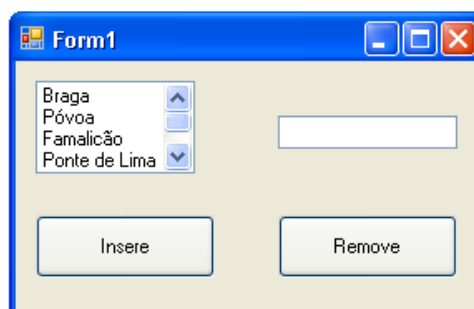 Form1
Braga
Póvoa
Famalicão
Ponte de Lima
Insere
Remove